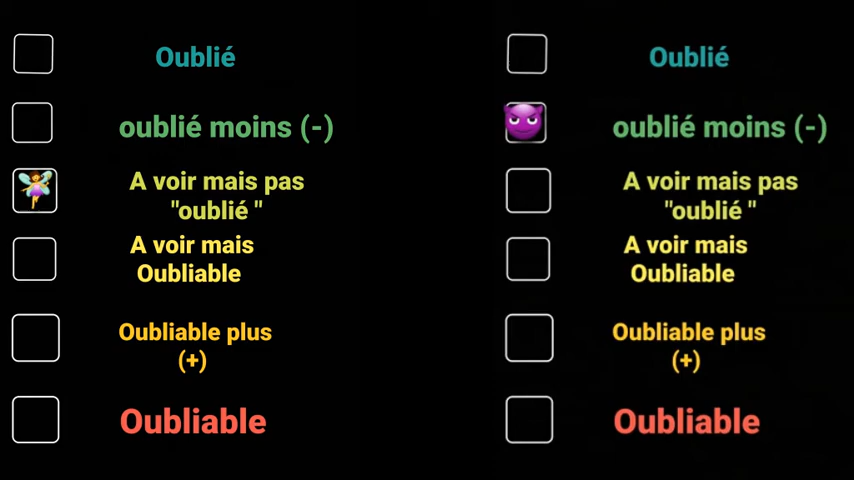 Oublié
oublié moins (-)
A voir mais pas
"oublié "
A voir mais
Oubliable
Oubliable plus
(+)
Oubliable
Oublié
oublié moins (-)
A voir mais pas
"oublié "
A voir mais
Oubliable
Oubliable plus
(+)
Oubliable